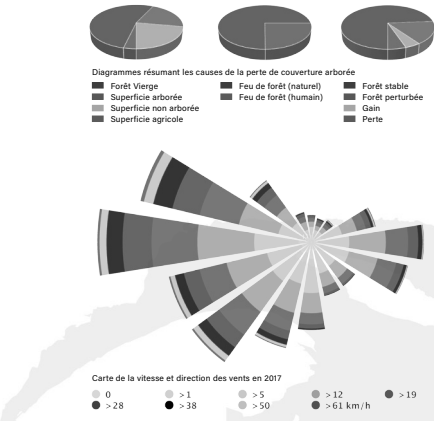 Diagrammes résumant les causes de la perte de couverture arborée
Forêt Vierge Feu de forêt (naturel) Forêt stable
Superficie arborée Feu de forêt (humain) Forêt perturbée
Superficie non arborée Gain
Superficie agricole Perte
Carte de la vitesse et direction des vents en 2017
0 >1 >5 >12 >19
>28 >38 >50 >61 km/h